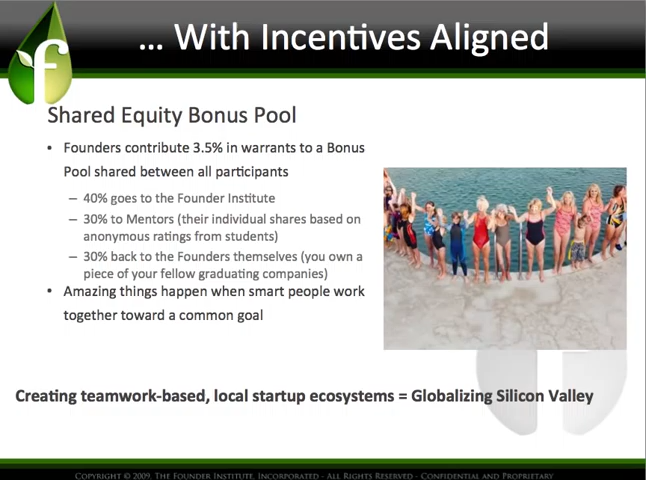 … With Incentives Aligned
f
Shared Equity Bonus Pool
• Founders contribute 3.5% in warrants to a Bonus
Pool shared between all participants
– 40% goes to the Founder Institute
– 30% to Mentors (their individual shares based on
anonymous ratings from students)
– 30% back to the Founders themselves (you own a
piece of your fellow graduating companies)
• Amazing things happen when smart people work
together toward a common goal
Creating teamwork-based, local startup ecosystems = Globalizing Silicon Valley
Copyright © 2009, The Founder Institute, Incorporated - All Rights Reserved - Confidential and Proprietary